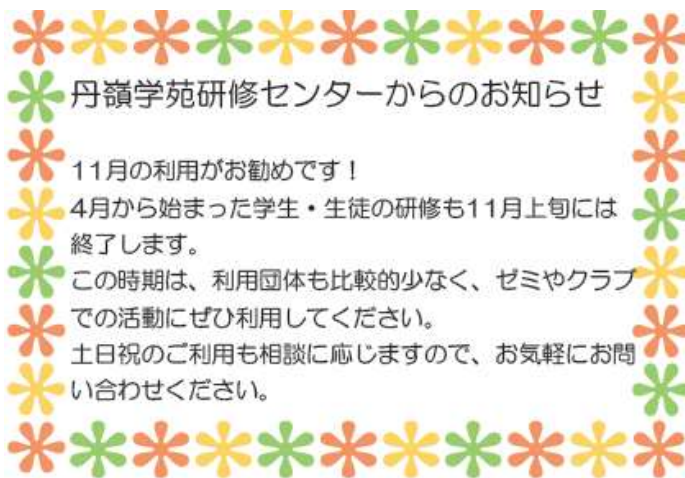 丹嶺学苑研修センターからのお知らせ
11月の利用がお勧めです！
4月から始まった学生・生徒の研修も11月上旬には
終了します。
この時期は、利用団体も比較的少なく、ゼミやクラブ
での活動にぜひ利用してください。
土日祝のご利用も相談に応じますので、お気軽にお問
い合わせください。